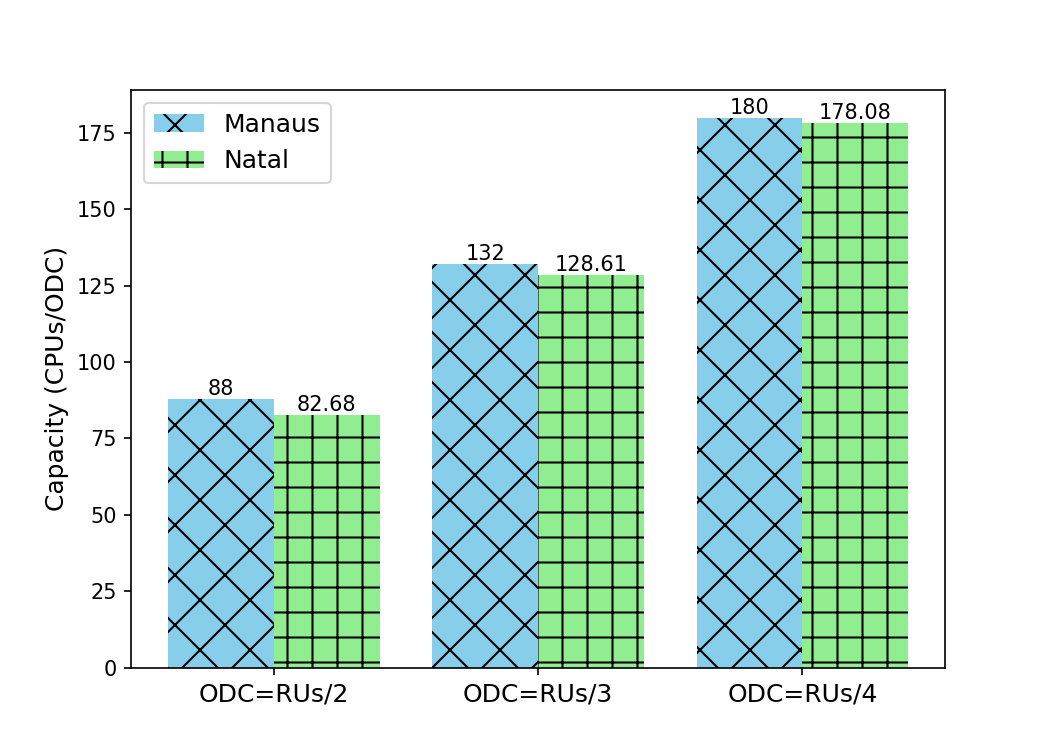 Manaus
Natal
Capacity (CPUs/ODC)
175
150
125
100
75
50
25
0
88
82.68
132
128.61
180
178.08
ODC=RUs/2
ODC=RUs/3
ODC=RUs/4